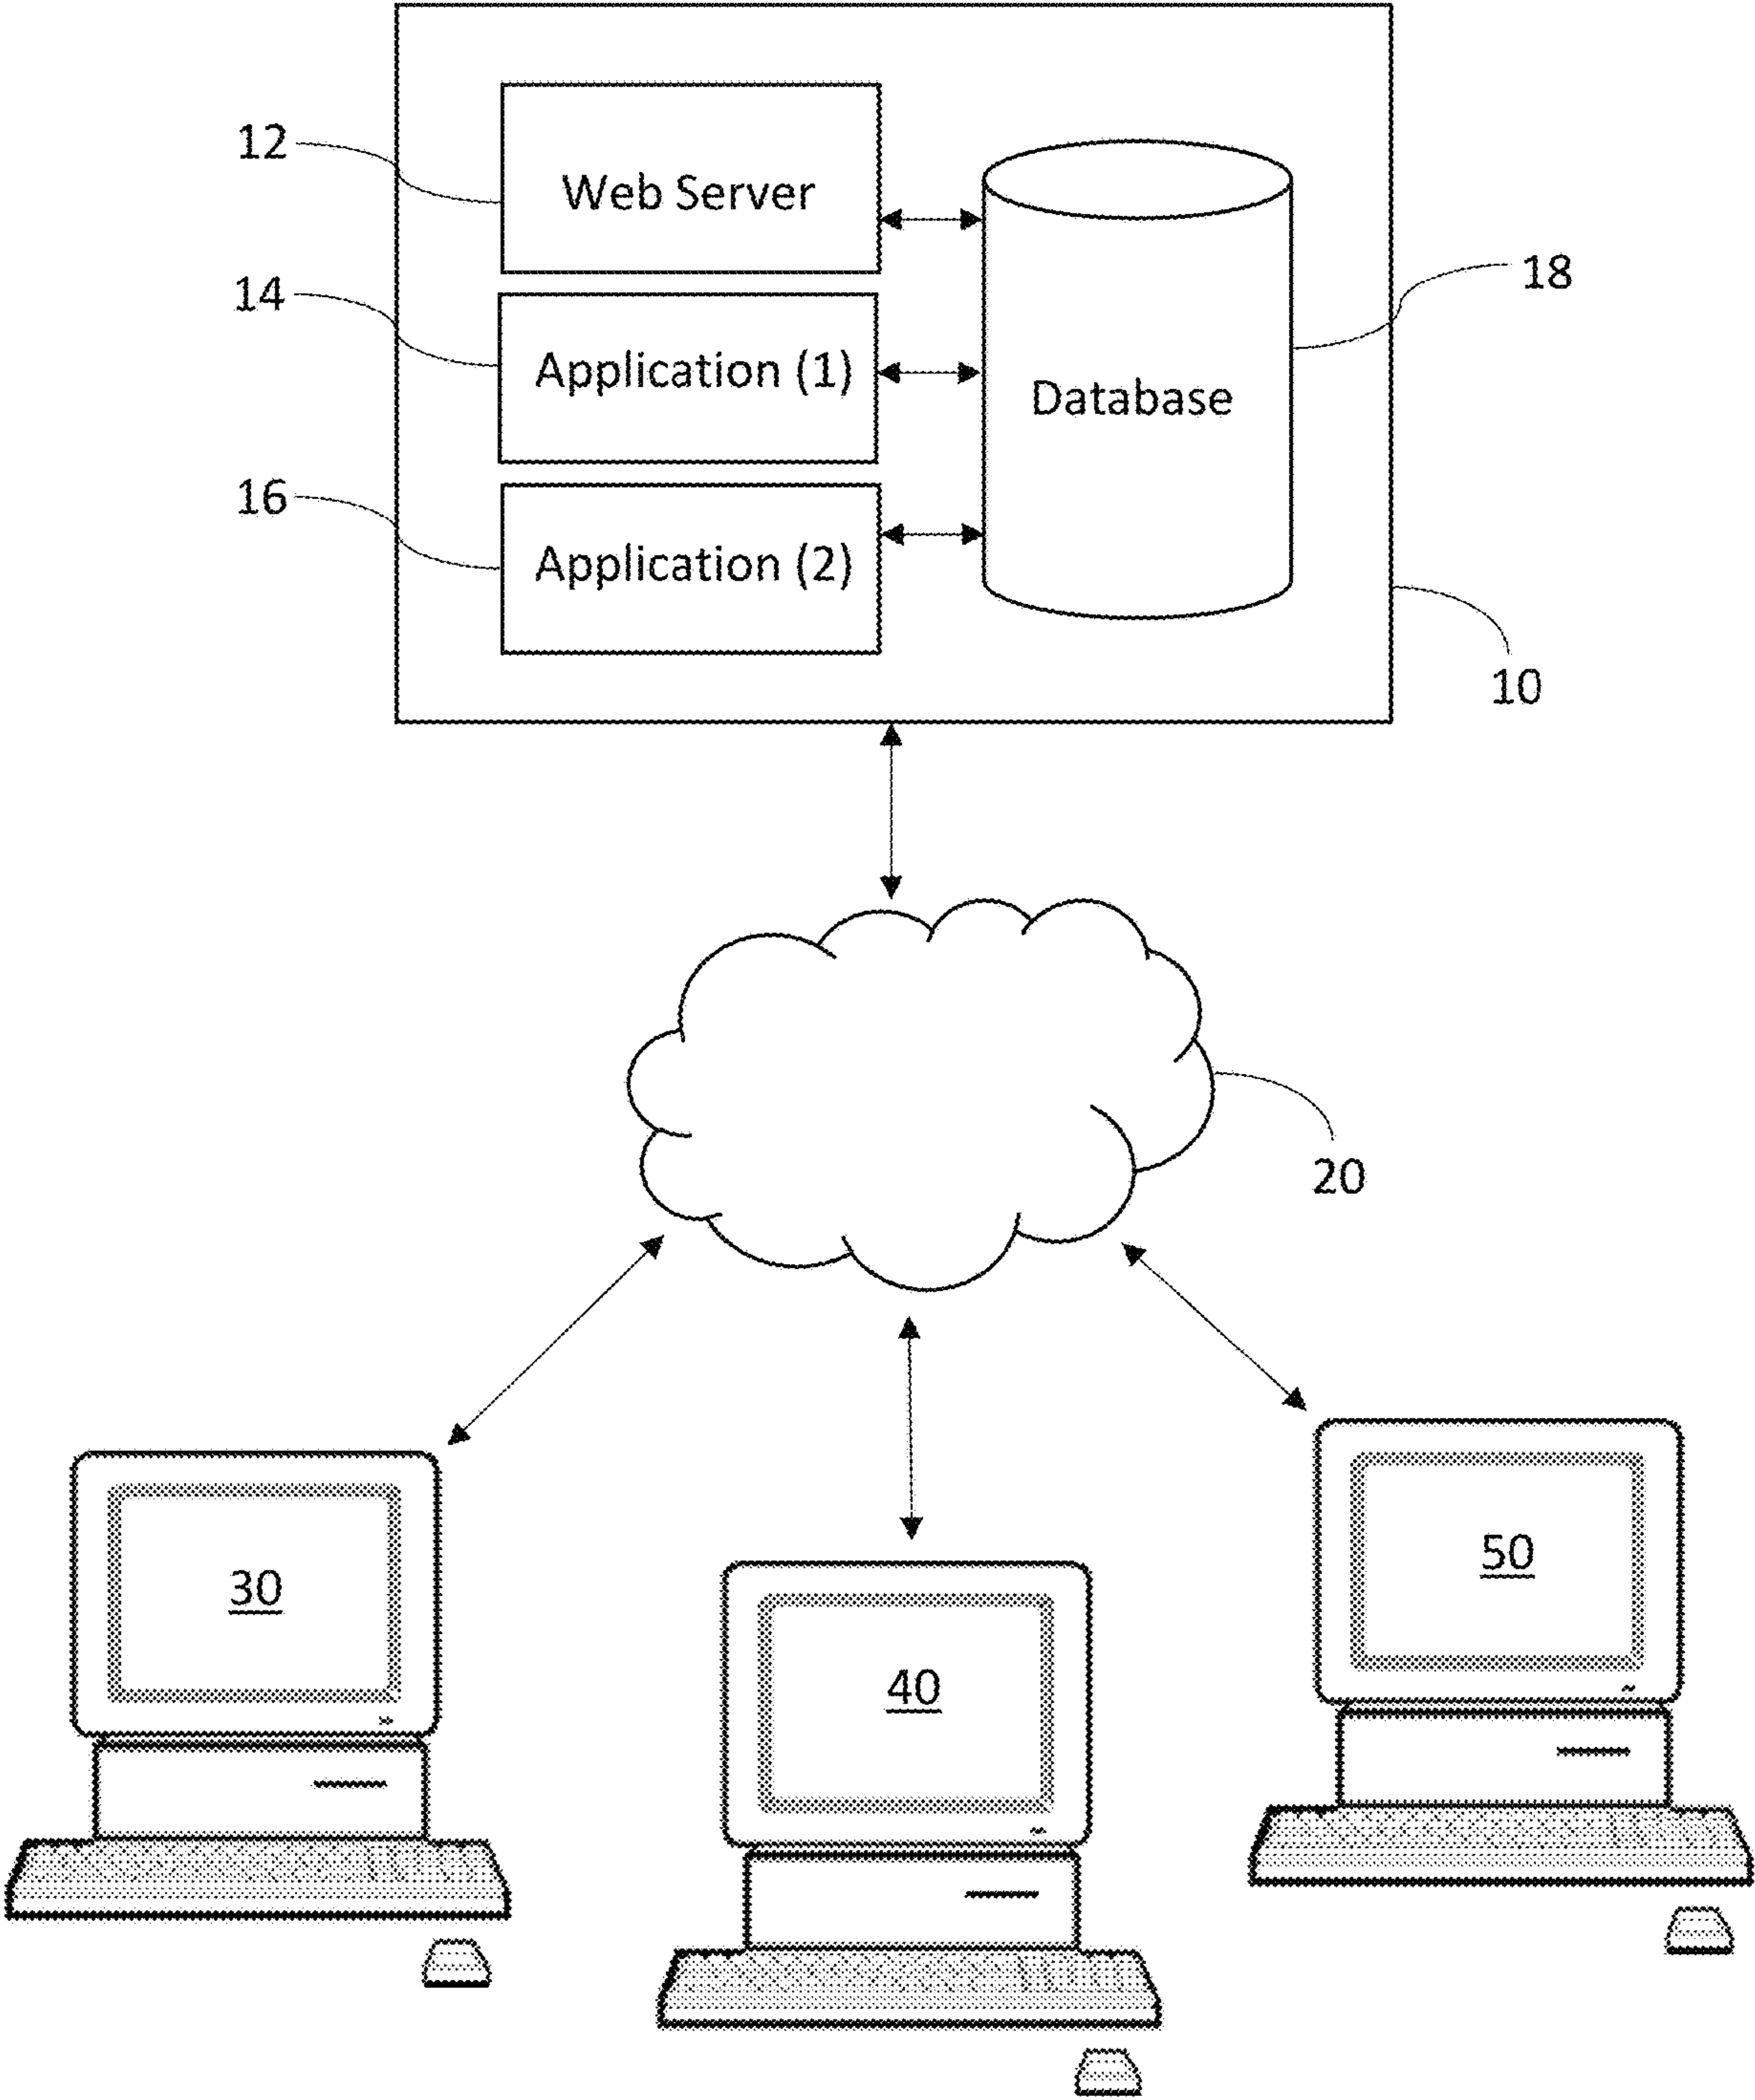 12
Web Server
14
Application (1)
18
Database
16
Application (2)
10
20
30
40
50